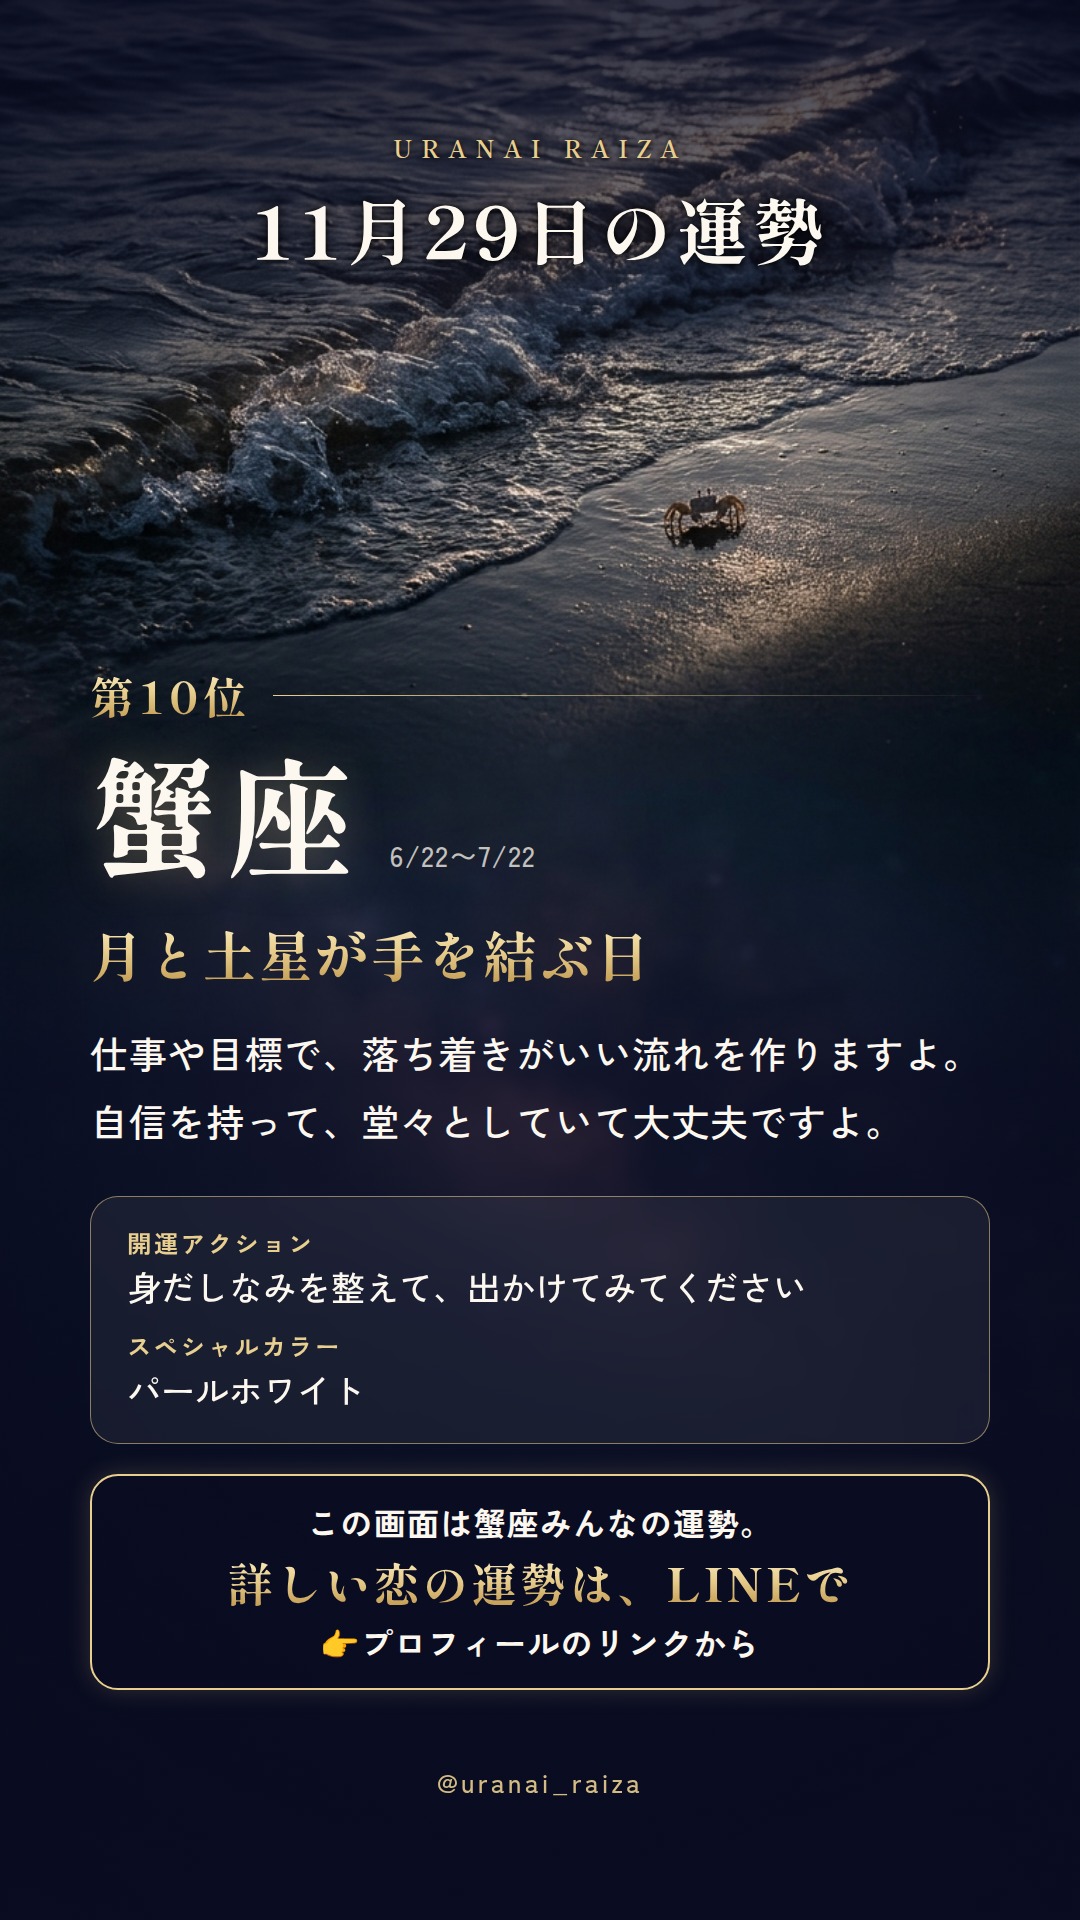 URANAI RAIZA
11月29日の運勢
第10位
蟹座 6/22〜7/22
月と土星が手を結ぶ日
仕事や目標で、落ち着きがいい流れを作りますよ。
自信を持って、堂々としていて大丈夫ですよ。
開運アクション
身だしなみを整えて、出かけてみてください
スペシャルカラー
パールホワイト
この画面は蟹座みんなの運勢。
詳しい恋の運勢は、LINEで
👉プロフィールのリンクから
@uranai_raiza